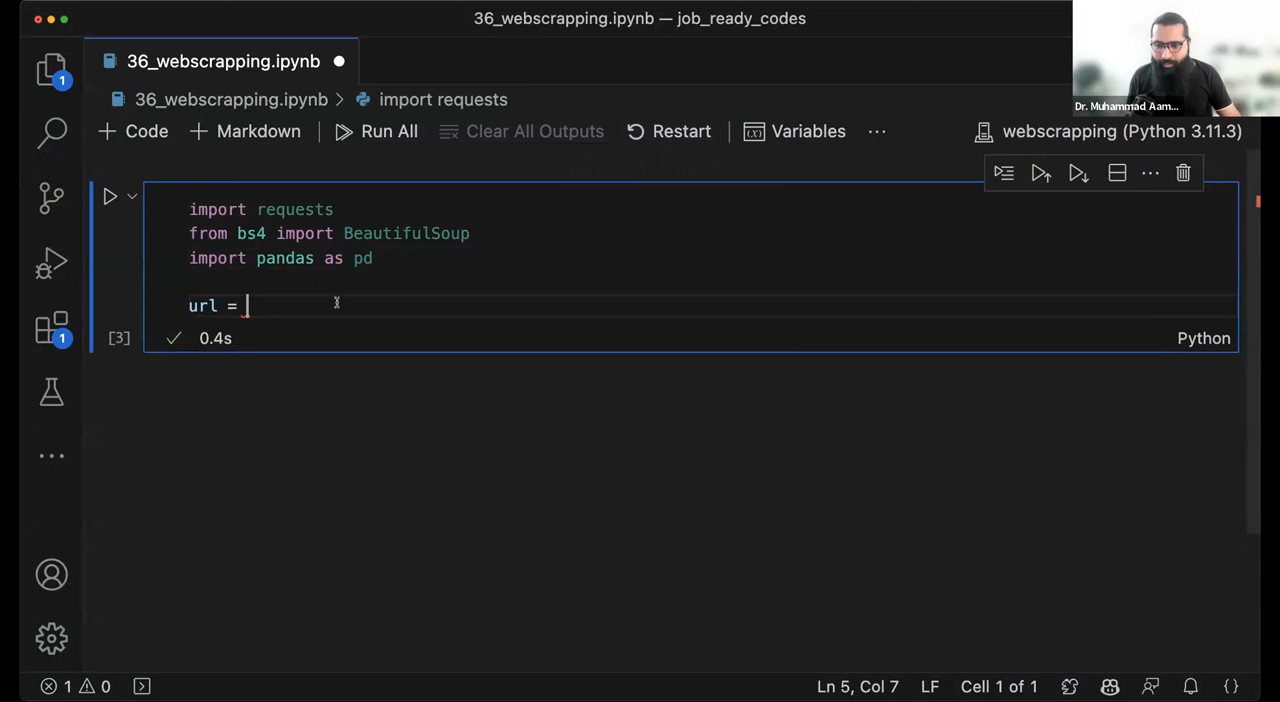 36_webscrapping.ipynb — job_ready_codes
36_webscrapping.ipynb
36_webscrapping.ipynb > import requests
+ Code + Markdown Run All Clear All Outputs Restart Variables ... webscrapping (Python 3.11.3)
import requests
from bs4 import BeautifulSoup
import pandas as pd
url =
[3] 0.4s Python
1
1
1 0 Ln 5, Col 7 LF Cell 1 of 1
Dr. Muhammad Aam...